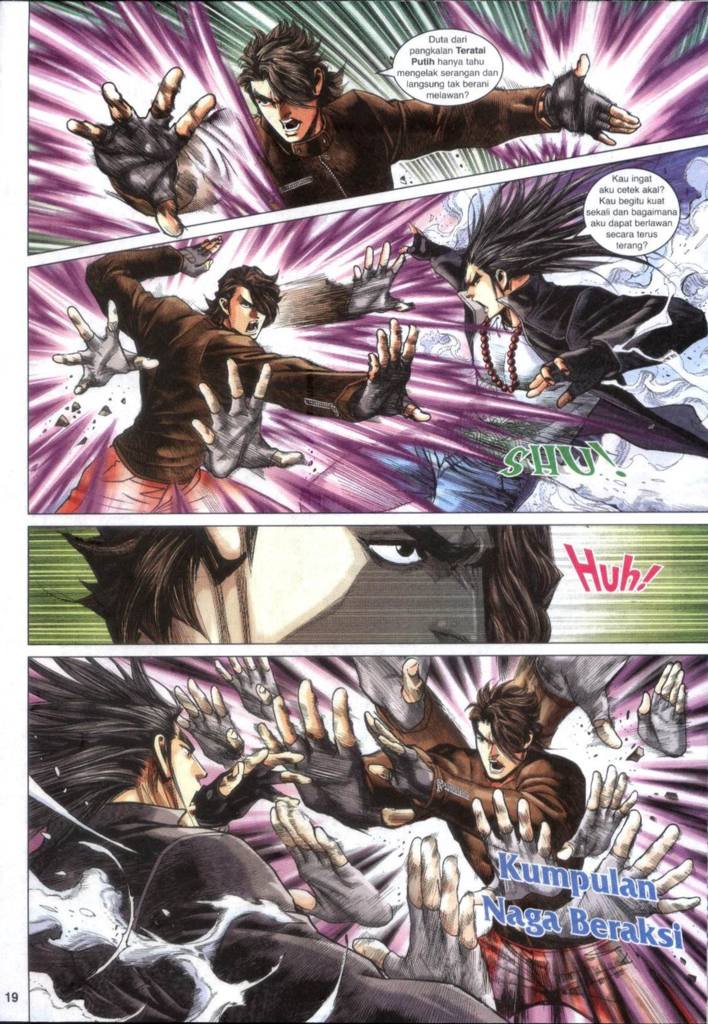 Duta dari
pangkalan Teratai
Putih hanya tahu
mengelak serangan dan
langsung tak berani
melawan?
Kau ingat
aku cetek akal?
Kau begitu kuat
sekali dan bagaimana
aku dapat berlawan
secara terus
terang?
SHU!
Huh!
Kumpulan
Naga Beraksi
19